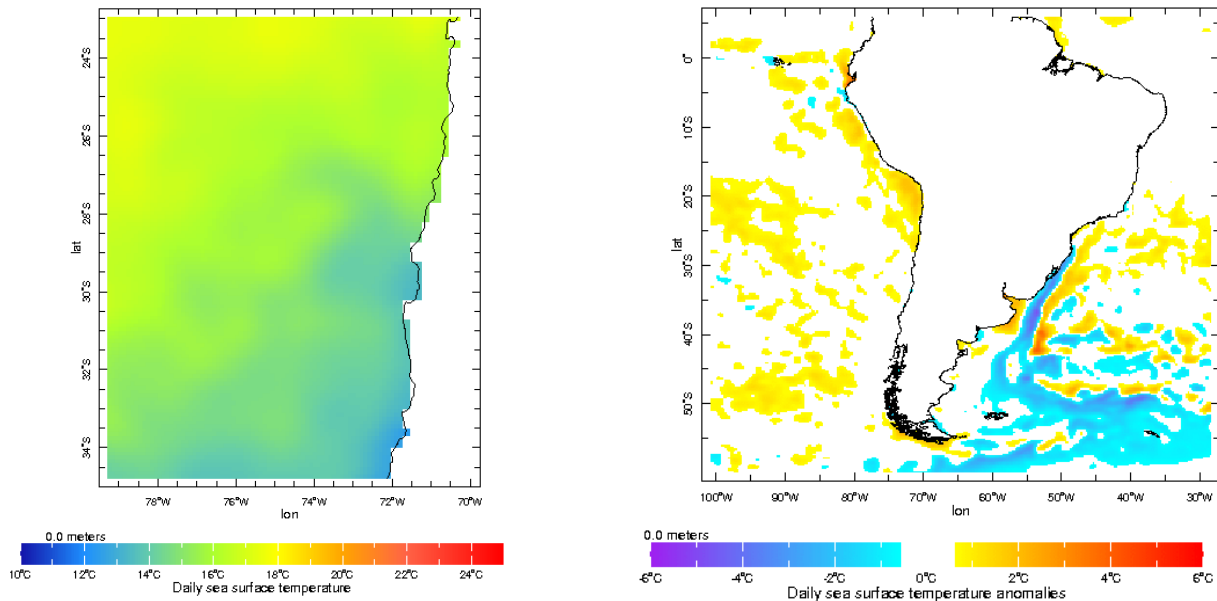 24°S
26°S
28°S
lat
30°S
32°S
34°S
78°W 76°W 74°W 72°W 70°W
lon
0.0 meters
10°C 12°C 14°C 16°C 18°C 20°C 22°C 24°C
Daily sea surface temperature
0°
10°S
20°S
lat
30°S
40°S
50°S
100°W 90°W 80°W 70°W 60°W 50°W 40°W 30°W
lon
0.0 meters
-6°C -4°C -2°C 0°C 2°C 4°C 6°C
Daily sea surface temperature anomalies